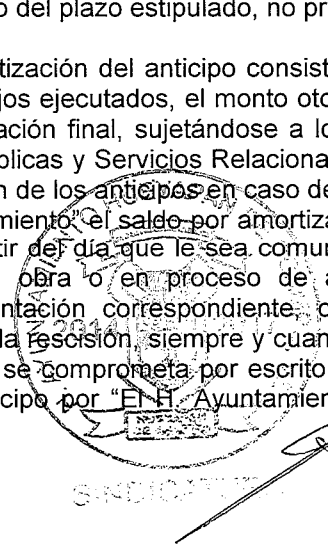 o del plazo estipulado, no pr
tización del anticipo consist
jos ejecutados, el monto oto
ación final, sujetándose a lo
blicas y Servicios Relaciona
n de los anticipos en caso de
miento" el saldo por amortiza
tir del día que le sea comun
obra o en proceso de a
ntación correspondiente, c
la rescisión, siempre y cuan
se comprometa por escrito
cipo por "El H. Ayuntamien
2014
SINDICATURA